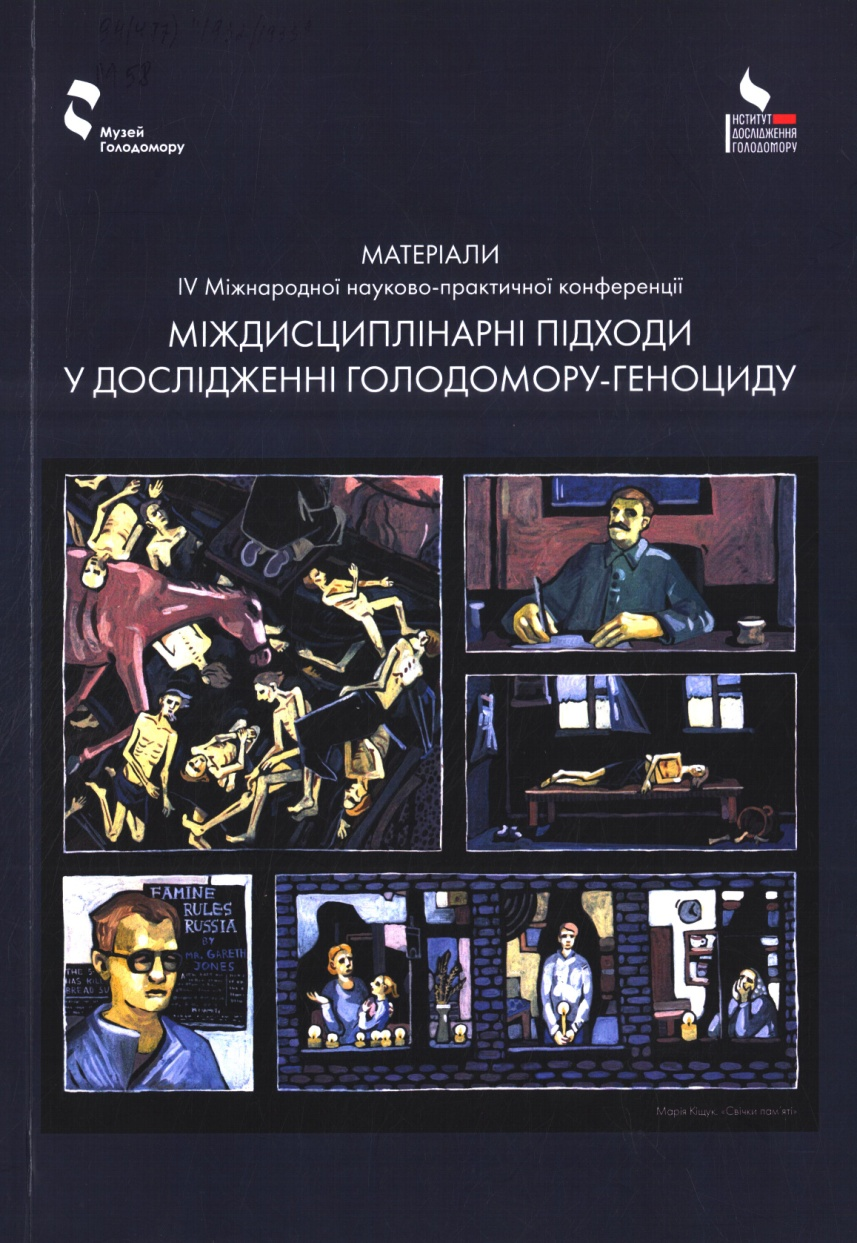 Музей
Голодомору
ІНСТИТУТ
ДОСЛІДЖЕННЯ
ГОЛОДОМОРУ
МАТЕРІАЛИ
IV Міжнародної науково-практичної конференції
МІЖДИСЦИПЛІНАРНІ ПІДХОДИ
У ДОСЛІДЖЕННІ ГОЛОДОМОРУ-ГЕНОЦИДУ
FAMINE
RULES
RUSSIA
BY
MR. GARETH
JONES
Марія Кіщук. «Свічки пам'яті»